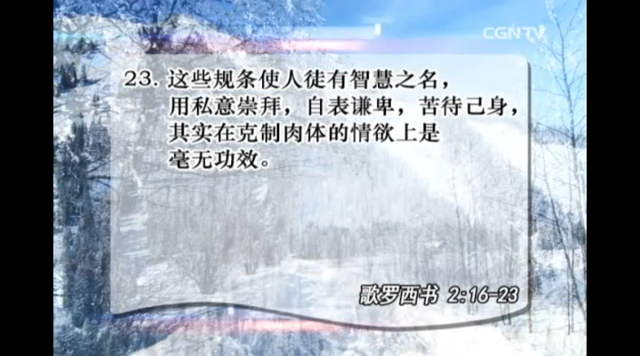 CGNTV
23. 这些规条使人徒有智慧之名，
用私意崇拜，自表谦卑，苦待己身，
其实在克制肉体的情欲上是
毫无功效。
歌罗西书 2:16-23